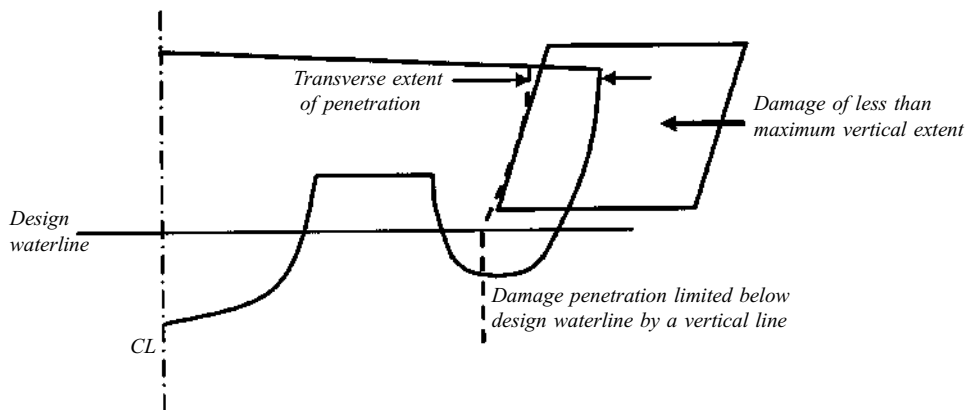 Transverse extent
of penetration
Damage of less than
maximum vertical extent
Design
waterline
Damage penetration limited below
design waterline by a vertical line
CL